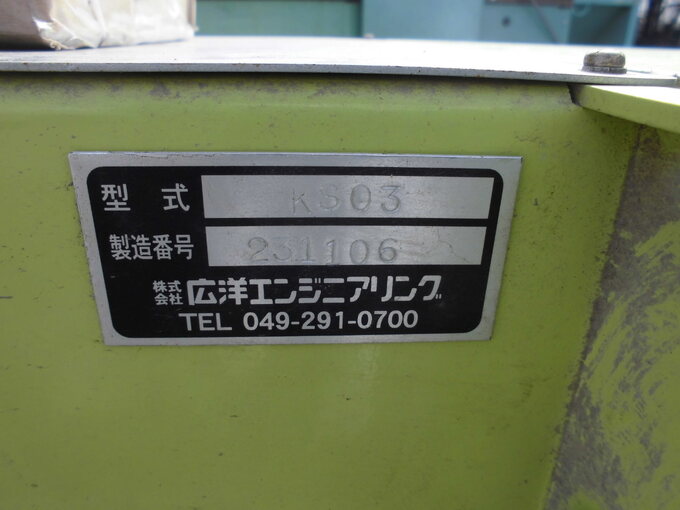 型式 KS03
製造番号 231106
株式会社 広洋エンジニアリング
TEL 049-291-0700